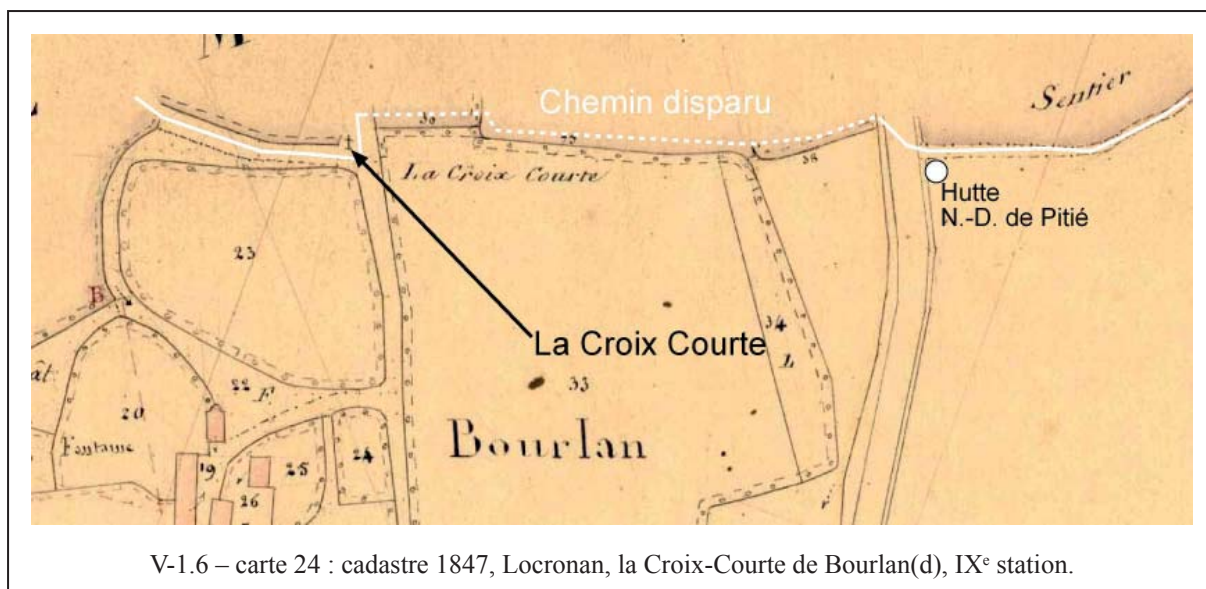 M
Chemin disparu
Sentier
39
75
38
La Croix Courte
Hutte
N.-D. de Pitié
23
B
La Croix Courte
34
L
33
22 F.
20
Bourlan
Fontaine
19
25
24
26
V-1.6 – carte 24 : cadastre 1847, Locronan, la Croix-Courte de Bourlan(d), IXᵉ station.